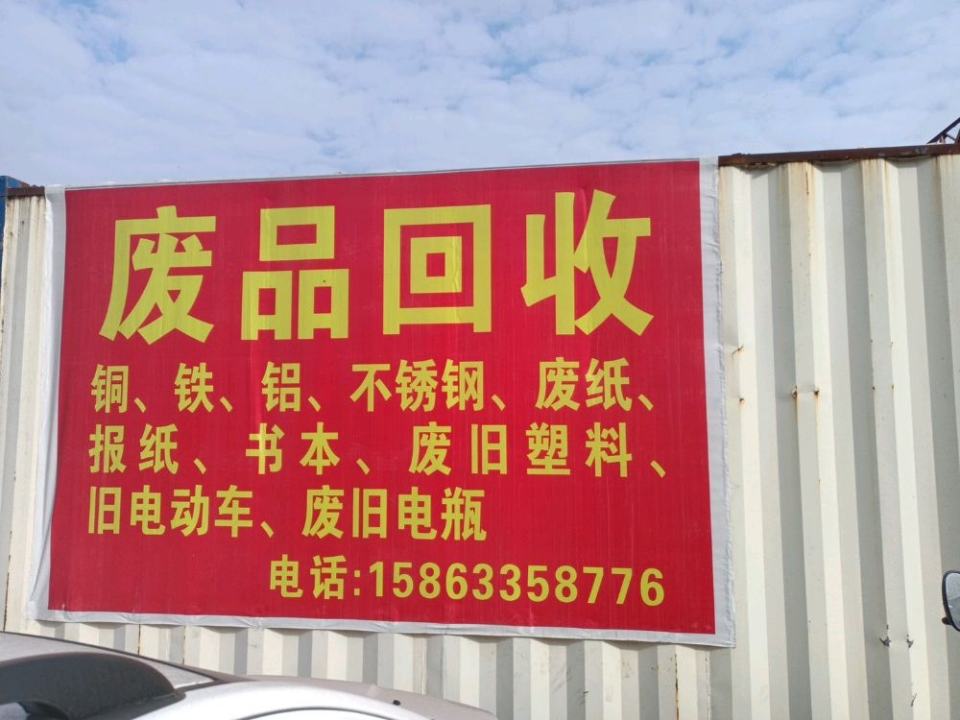 废品回收
铜、铁、铝、不锈钢、废纸、
报纸、书本、废旧塑料、
旧电动车、废旧电瓶
电话:15863358776